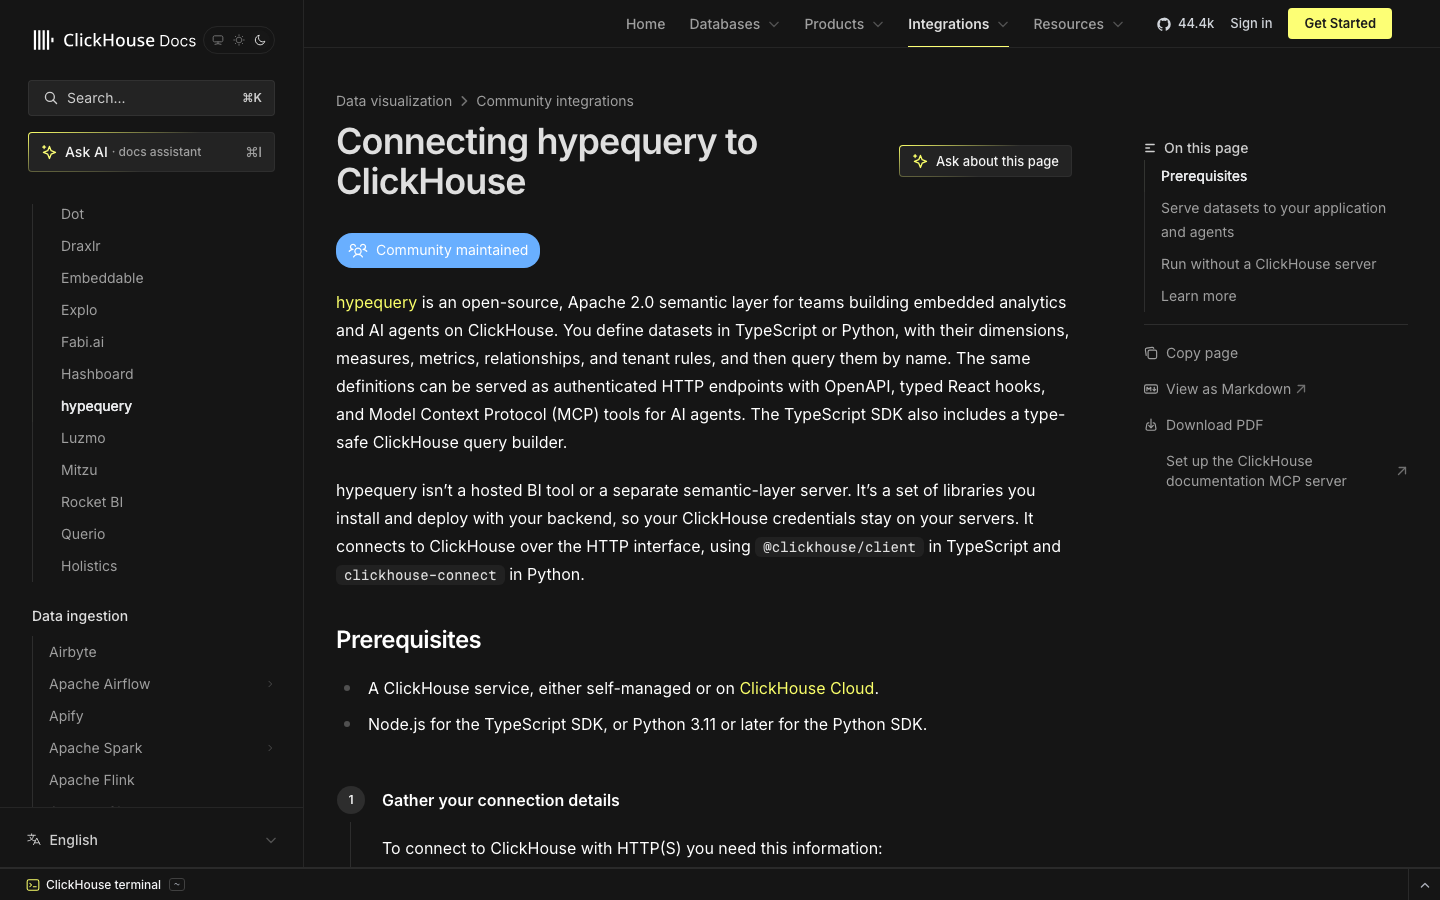 ClickHouse Docs
Search...
⌘K
Ask AI · docs assistant
⌘I
Dot
Draxlr
Embeddable
Explo
Fabi.ai
Hashboard
hypequery
Luzmo
Mitzu
Rocket BI
Querio
Holistics
Data ingestion
Airbyte
Apache Airflow
Apify
Apache Spark
Apache Flink
English
Home
Databases
Products
Integrations
Resources
44.4k
Sign in
Get Started
Data visualization > Community integrations
Connecting hypequery to
ClickHouse
Ask about this page
Community maintained
hypequery is an open-source, Apache 2.0 semantic layer for teams building embedded analytics
and AI agents on ClickHouse. You define datasets in TypeScript or Python, with their dimensions,
measures, metrics, relationships, and tenant rules, and then query them by name. The same
definitions can be served as authenticated HTTP endpoints with OpenAPI, typed React hooks,
and Model Context Protocol (MCP) tools for AI agents. The TypeScript SDK also includes a type-
safe ClickHouse query builder.
hypequery isn’t a hosted BI tool or a separate semantic-layer server. It’s a set of libraries you
install and deploy with your backend, so your ClickHouse credentials stay on your servers. It
connects to ClickHouse over the HTTP interface, using @clickhouse/client in TypeScript and
clickhouse-connect in Python.
Prerequisites
A ClickHouse service, either self-managed or on ClickHouse Cloud.
Node.js for the TypeScript SDK, or Python 3.11 or later for the Python SDK.
1
Gather your connection details
To connect to ClickHouse with HTTP(S) you need this information:
On this page
Prerequisites
Serve datasets to your application
and agents
Run without a ClickHouse server
Learn more
Copy page
View as Markdown
Download PDF
Set up the ClickHouse
documentation MCP server
ClickHouse terminal
~